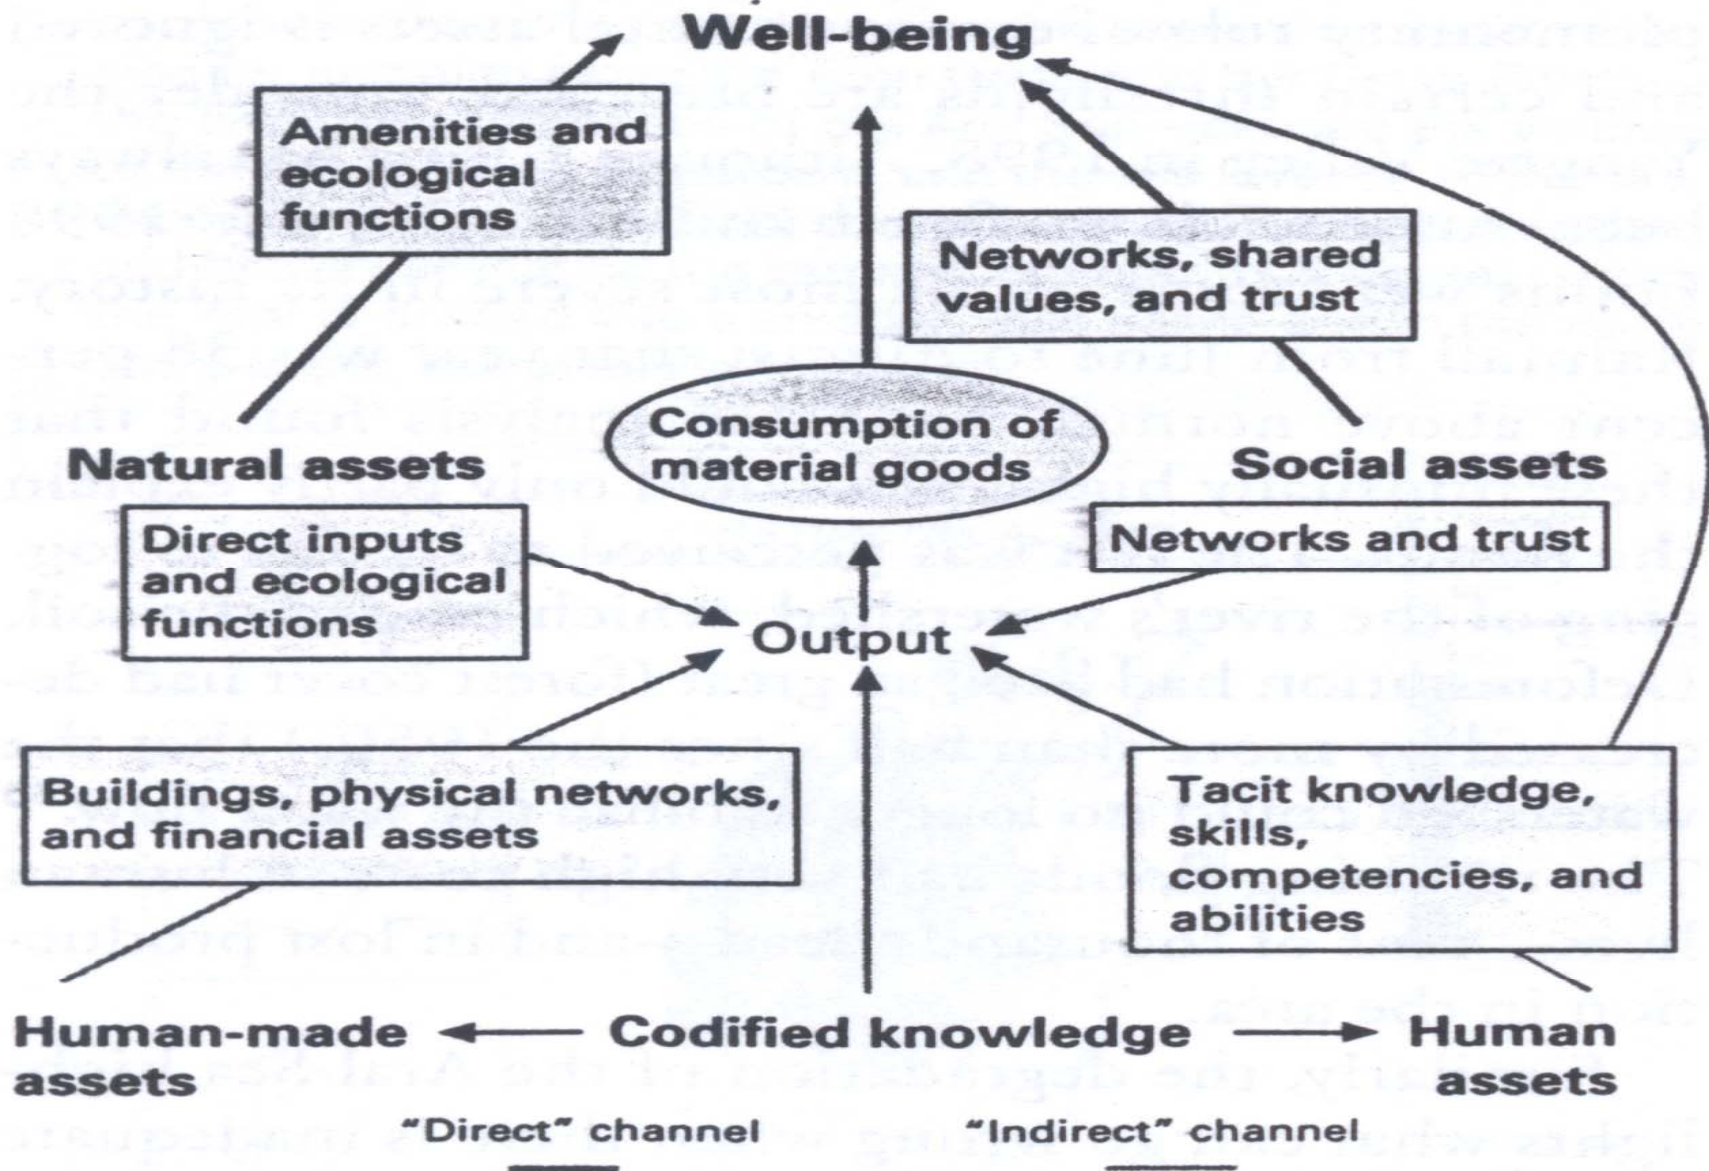 Well-being
Amenities and
ecological
functions
Networks, shared
values, and trust
Consumption of
material goods
Natural assets
Social assets
Direct inputs
and ecological
functions
Networks and trust
Output
Buildings, physical networks,
and financial assets
Tacit knowledge,
skills,
competencies, and
abilities
Human-made
assets
Codified knowledge
Human
assets
"Direct" channel
"Indirect" channel